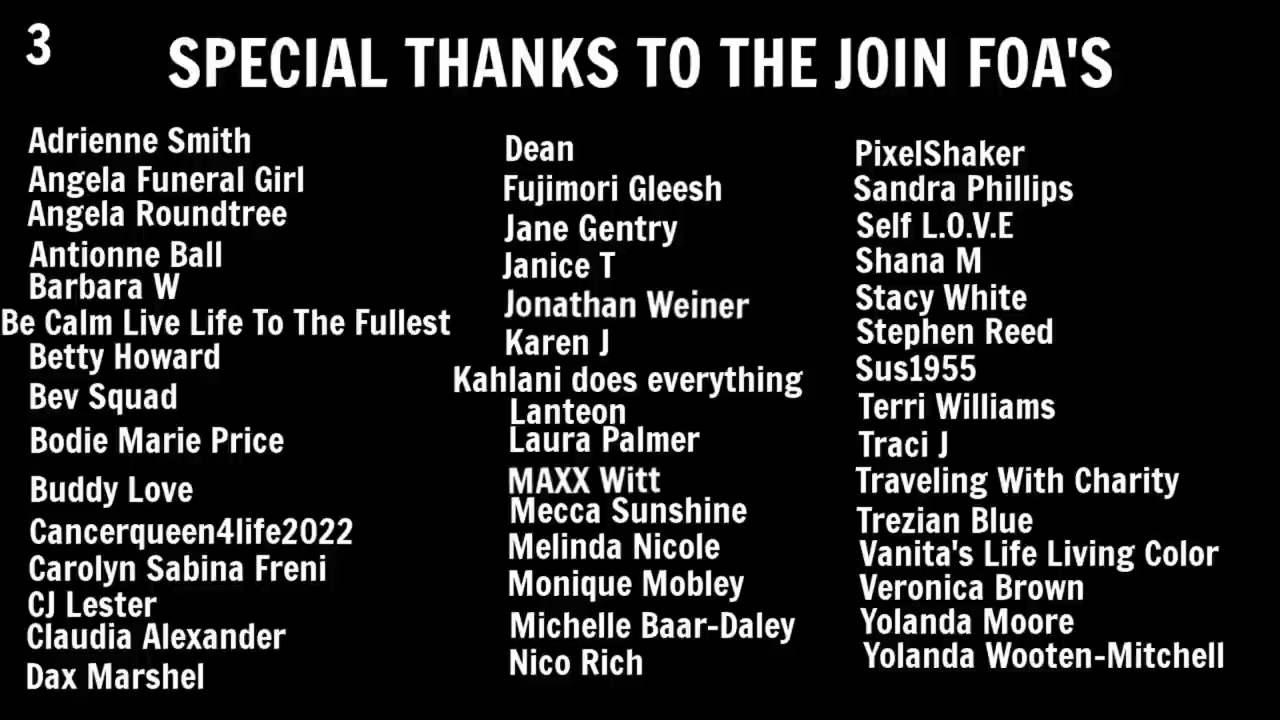 3
SPECIAL THANKS TO THE JOIN FOA'S
Adrienne Smith
Angela Funeral Girl
Angela Roundtree
Antionne Ball
Barbara W
Be Calm Live Life To The Fullest
Betty Howard
Bev Squad
Bodie Marie Price
Buddy Love
Cancerqueen4life2022
Carolyn Sabina Freni
CJ Lester
Claudia Alexander
Dax Marshel
Dean
Fujimori Gleesh
Jane Gentry
Janice T
Jonathan Weiner
Karen J
Kahlani does everything
Lanteon
Laura Palmer
MAXX Witt
Mecca Sunshine
Melinda Nicole
Monique Mobley
Michelle Baar-Daley
Nico Rich
PixelShaker
Sandra Phillips
Self L.O.V.E
Shana M
Stacy White
Stephen Reed
Sus1955
Terri Williams
Traci J
Traveling With Charity
Trezian Blue
Vanita's Life Living Color
Veronica Brown
Yolanda Moore
Yolanda Wooten-Mitchell